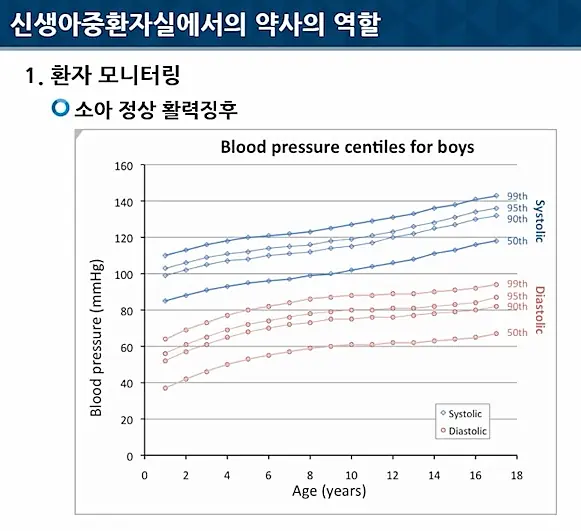 신생아중환자실에서의 약사의 역할
1. 환자 모니터링
소아 정상 활력징후
Blood pressure centiles for boys
Blood pressure (mmHg)
160
140
120
100
80
60
40
20
0
99th
95th
90th
50th
Systolic
99th
95th
90th
50th
Diastolic
Systolic
Diastolic
0 2 4 6 8 10 12 14 16 18
Age (years)